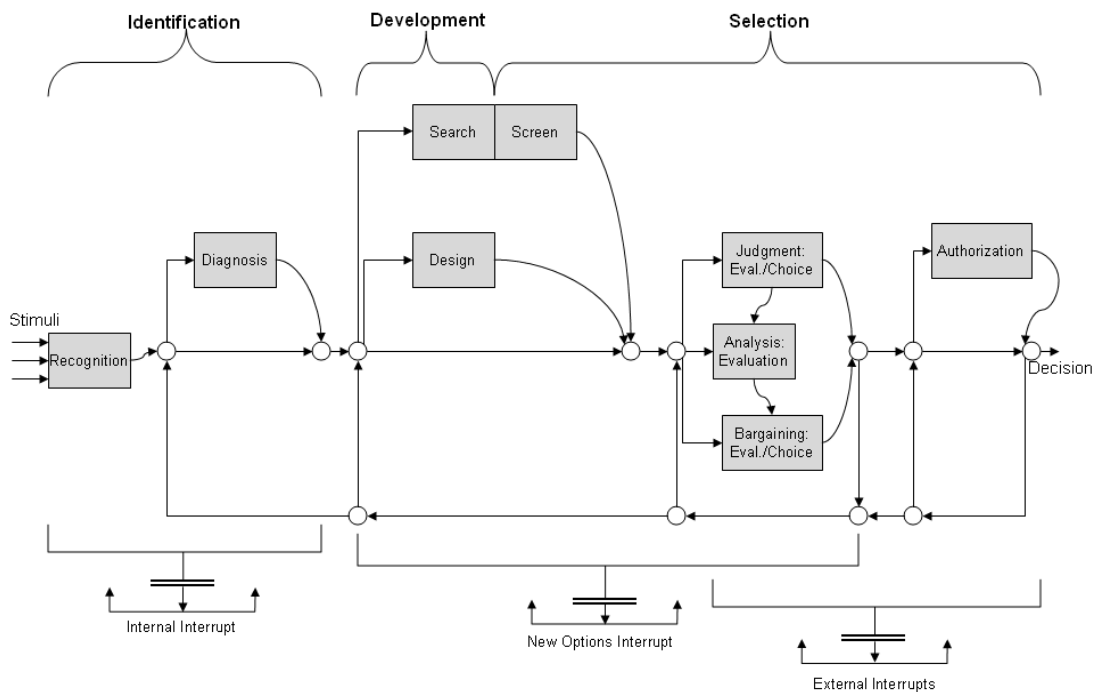 Identification
Development
Selection
Search
Screen
Diagnosis
Design
Judgment:
Eval./Choice
Authorization
Stimuli
Recognition
Analysis:
Evaluation
Decision
Bargaining:
Eval./Choice
Internal Interrupt
New Options Interrupt
External Interrupts